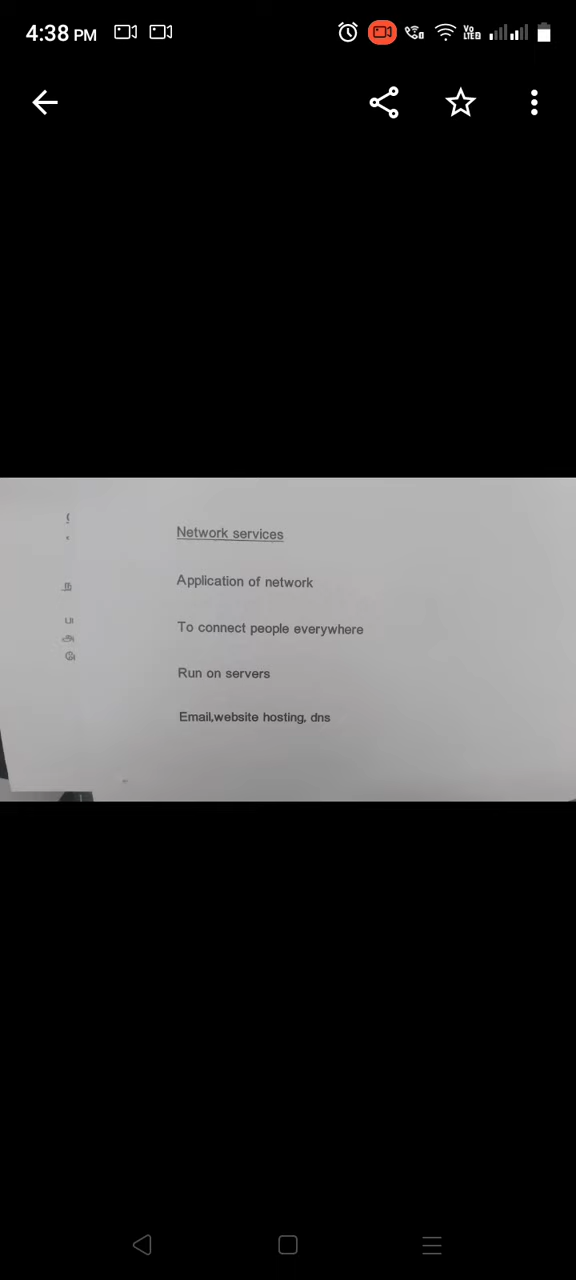 4:38 PM
Network services
Application of network
To connect people everywhere
Run on servers
Email,website hosting, dns